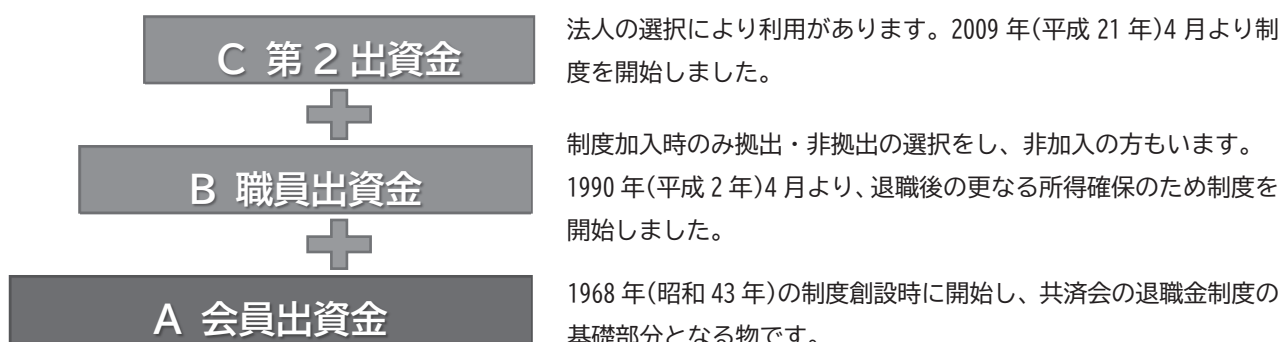 C 第2出資金
法人の選択により利用があります。2009年(平成21年)4月より制
度を開始しました。
B 職員出資金
制度加入時のみ拠出・非拠出の選択をし、非加入の方もいます。
1990年(平成2年)4月より、退職後の更なる所得確保のため制度を
開始しました。
A 会員出資金
1968年(昭和43年)の制度創設時に開始し、共済会の退職金制度の
基礎部分となる物です。